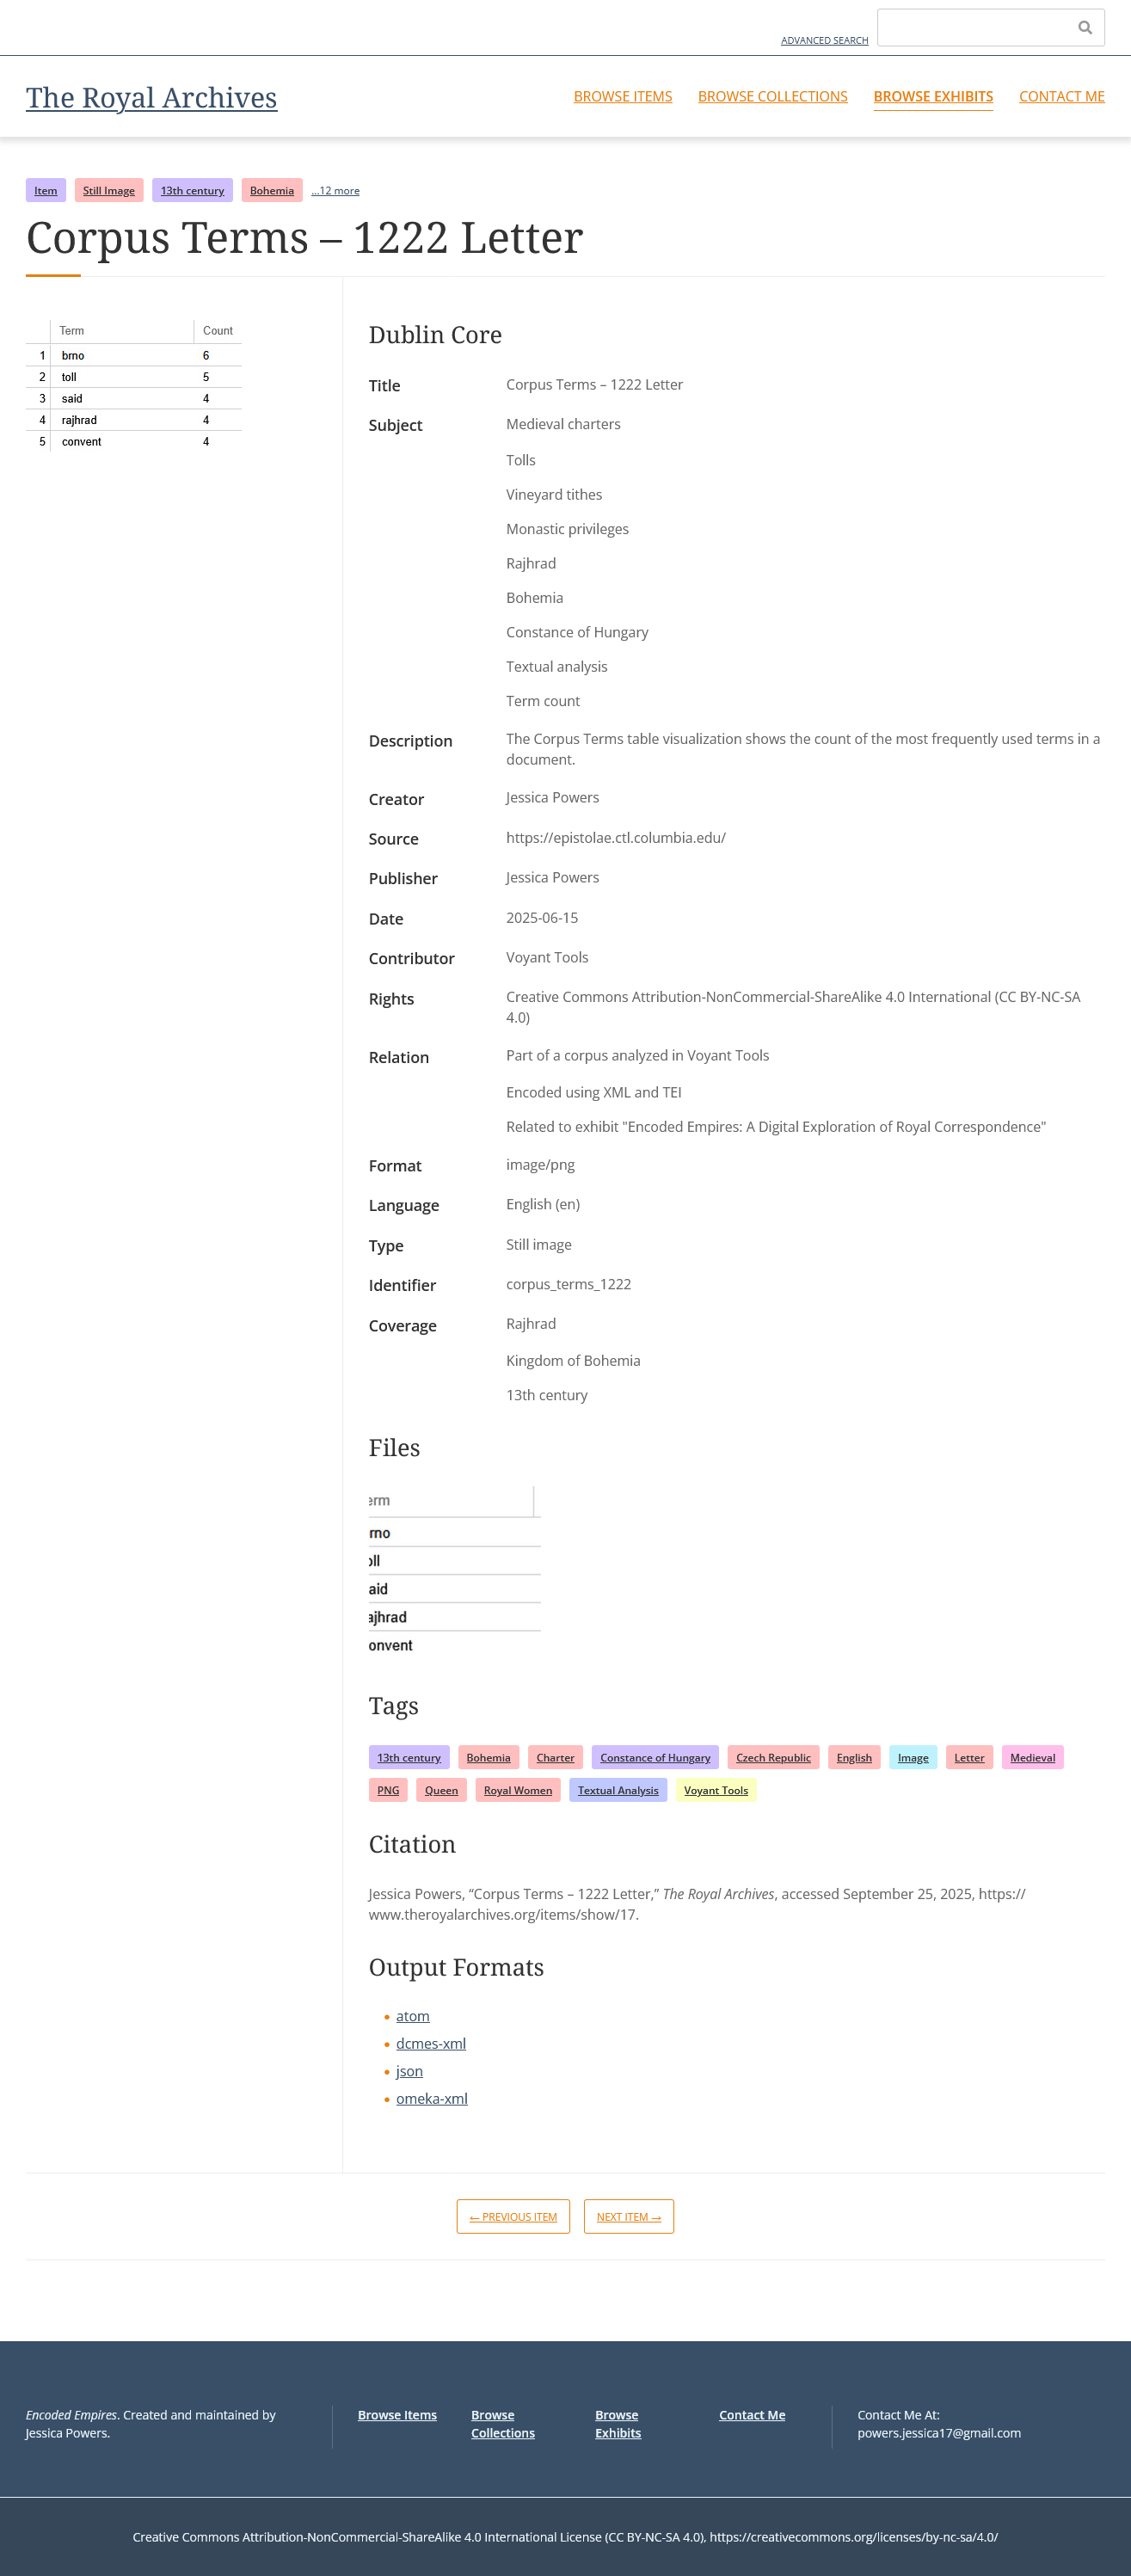 ADVANCED SEARCH
The Royal Archives
BROWSE ITEMS BROWSE COLLECTIONS BROWSE EXHIBITS CONTACT ME
Item Still Image 13th century Bohemia ...12 more
Corpus Terms – 1222 Letter
Term Count
1 brno 6
2 toll 5
3 said 4
4 rajhrad 4
5 convent 4
Dublin Core
Title Corpus Terms – 1222 Letter
Subject Medieval charters
Tolls
Vineyard tithes
Monastic privileges
Rajhrad
Bohemia
Constance of Hungary
Textual analysis
Term count
Description The Corpus Terms table visualization shows the count of the most frequently used terms in a
document.
Creator Jessica Powers
Source https://epistolae.ctl.columbia.edu/
Publisher Jessica Powers
Date 2025-06-15
Contributor Voyant Tools
Rights Creative Commons Attribution-NonCommercial-ShareAlike 4.0 International (CC BY-NC-SA
4.0)
Relation Part of a corpus analyzed in Voyant Tools
Encoded using XML and TEI
Related to exhibit "Encoded Empires: A Digital Exploration of Royal Correspondence"
Format image/png
Language English (en)
Type Still image
Identifier corpus_terms_1222
Coverage Rajhrad
Kingdom of Bohemia
13th century
Files
erm
rno
oll
aid
ajhrad
onvent
Tags
13th century Bohemia Charter Constance of Hungary Czech Republic English Image Letter Medieval
PNG Queen Royal Women Textual Analysis Voyant Tools
Citation
Jessica Powers, “Corpus Terms – 1222 Letter,” The Royal Archives, accessed September 25, 2025, https://
www.theroyalarchives.org/items/show/17.
Output Formats
atom
dcmes-xml
json
omeka-xml
← PREVIOUS ITEM NEXT ITEM →
Encoded Empires. Created and maintained by
Jessica Powers.
Browse Items
Browse
Collections
Browse
Exhibits
Contact Me
Contact Me At:
powers.jessica17@gmail.com
Creative Commons Attribution-NonCommercial-ShareAlike 4.0 International License (CC BY-NC-SA 4.0), https://creativecommons.org/licenses/by-nc-sa/4.0/